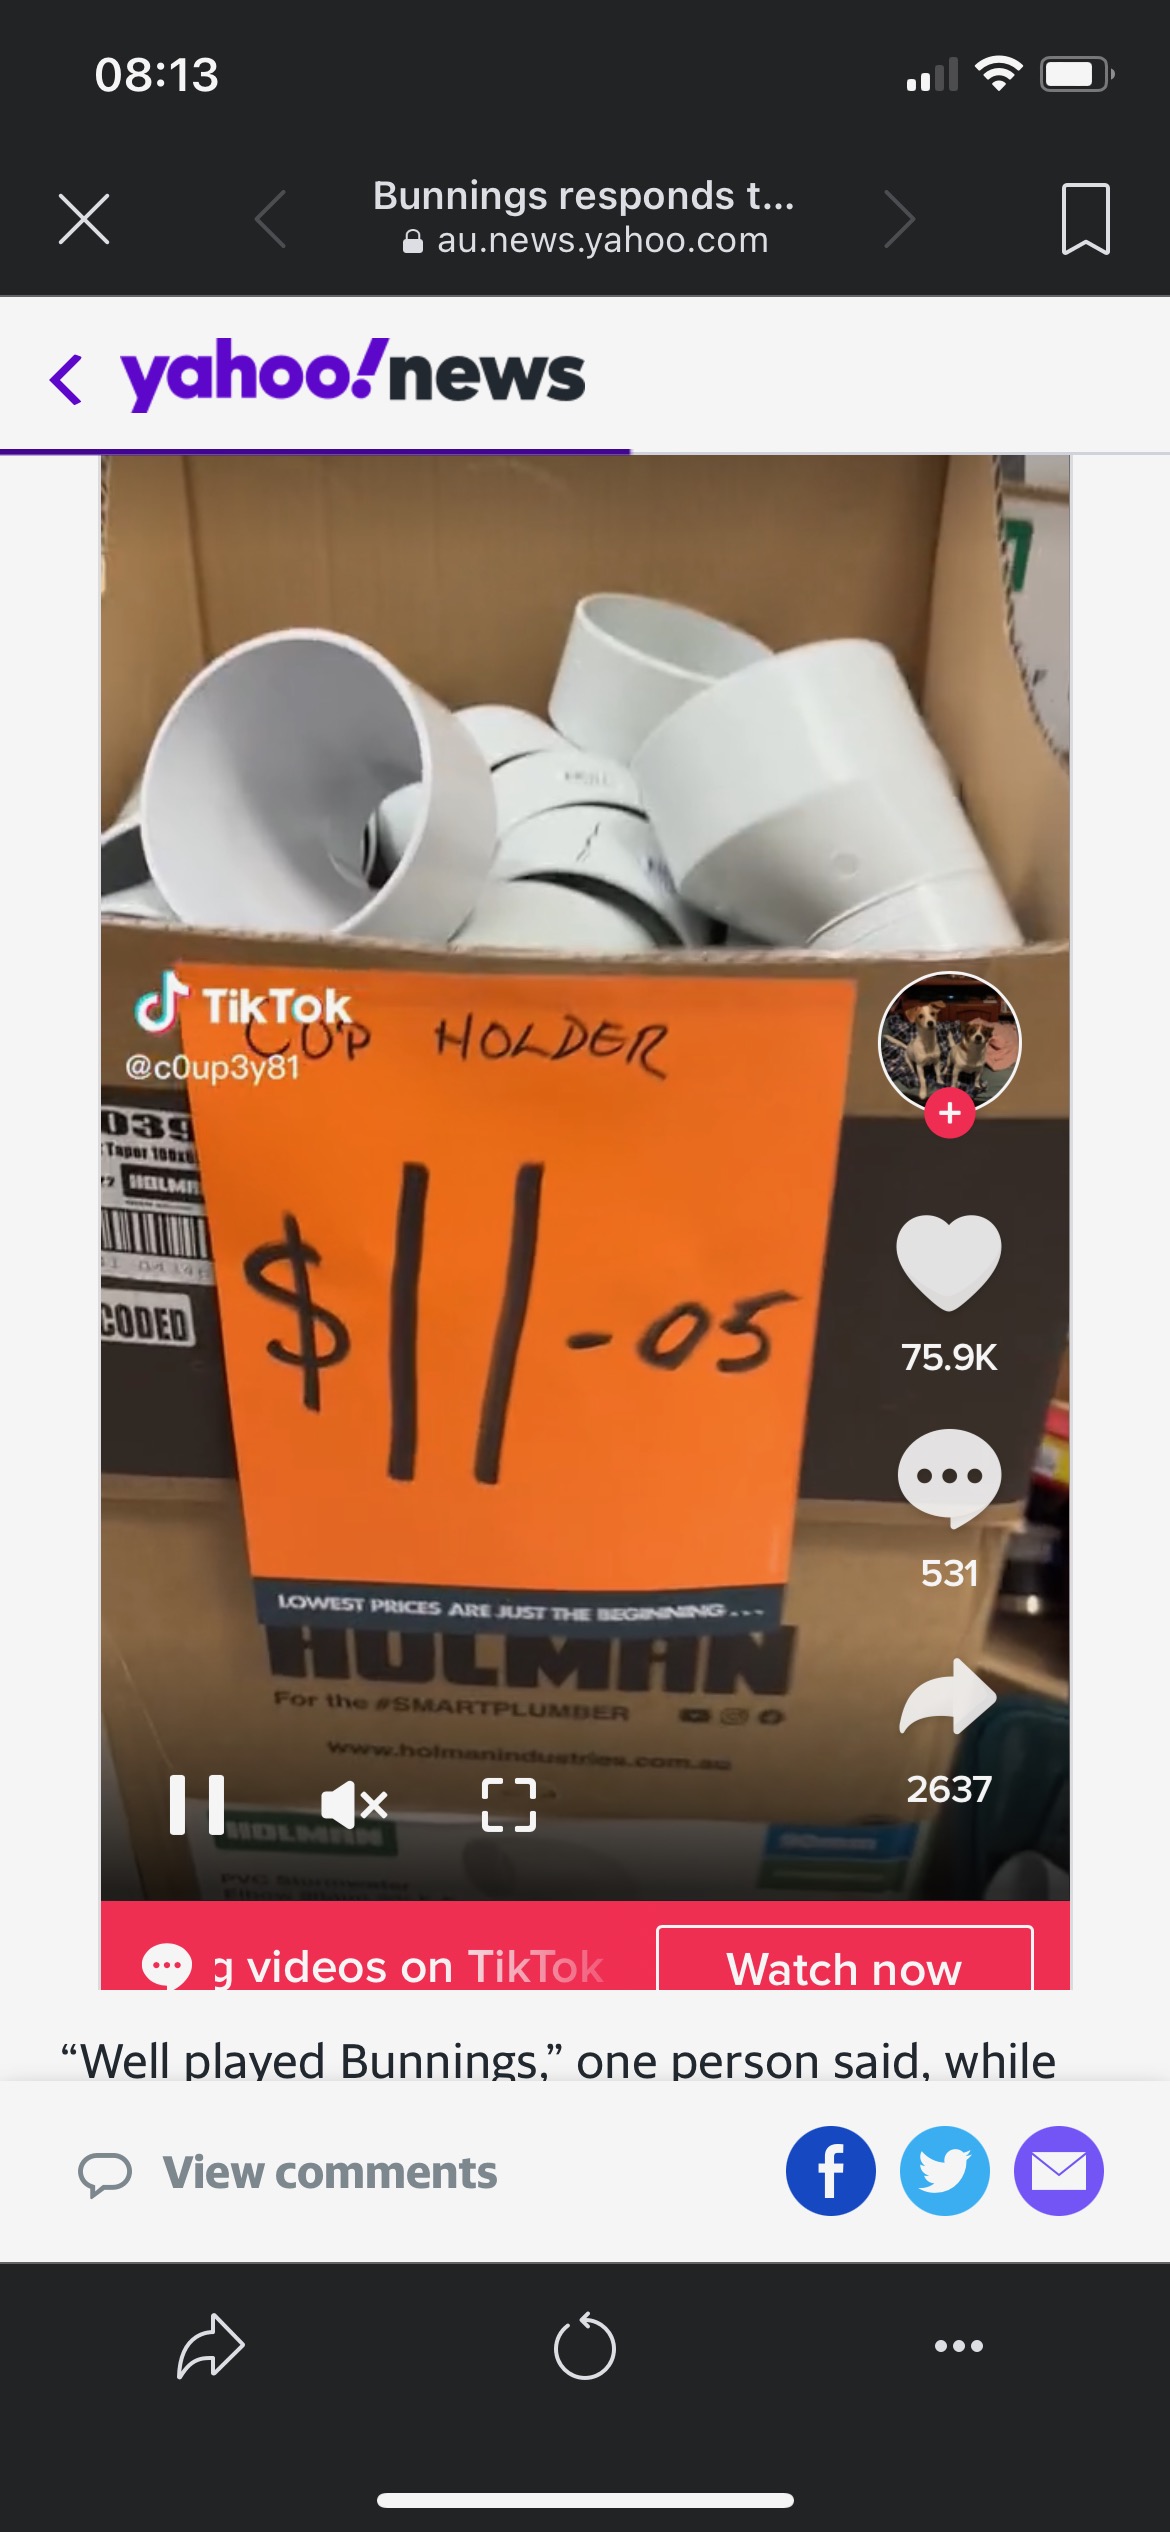 08:13
Bunnings responds t...
au.news.yahoo.com
yahoo!news
TikTok
@c0up3y81
CUP HOLDER
$11-05
039
Taper 100x
HOLM
CODED
LOWEST PRICES ARE JUST THE BEGINNING...
HOLMAN
For the #SMARTPLUMBER
www.holmanindustries.com.au
HOLMAN
PVC Stormwater
75.9K
531
2637
g videos on TikTok
Watch now
“Well played Bunnings,” one person said, while
View comments